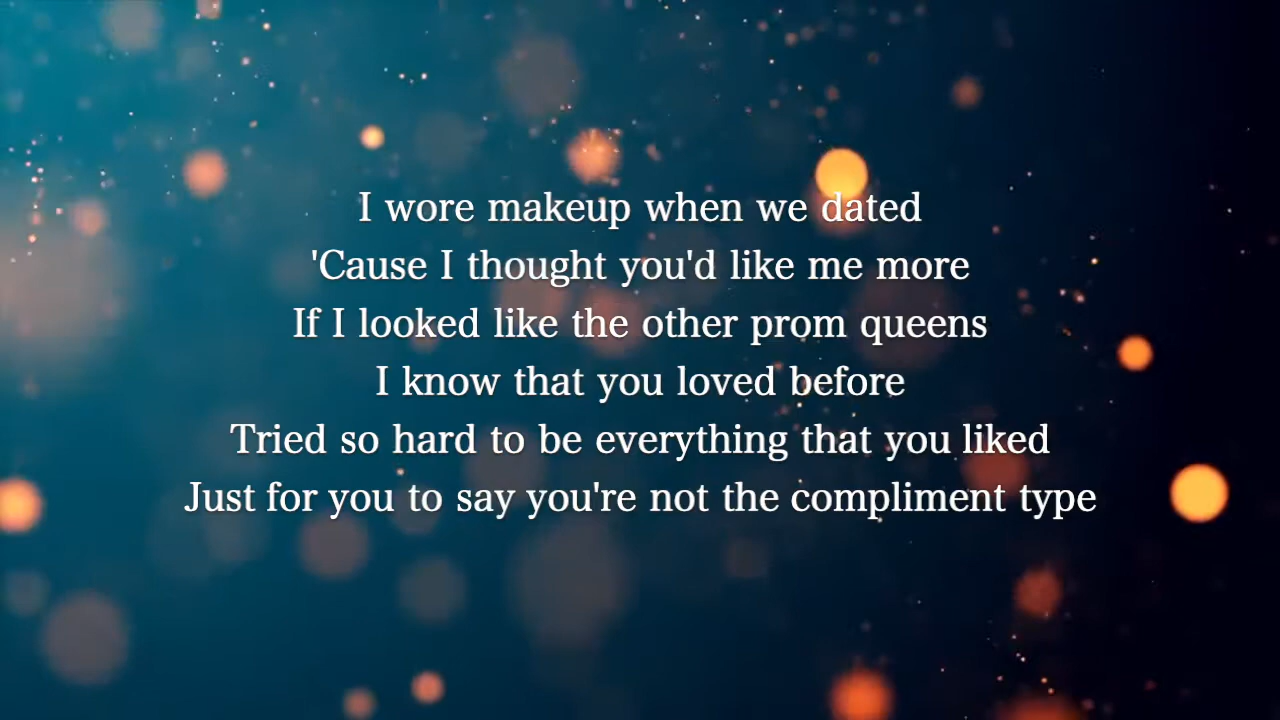 I wore makeup when we dated
'Cause I thought you'd like me more
If I looked like the other prom queens
I know that you loved before
Tried so hard to be everything that you liked
Just for you to say you're not the compliment type